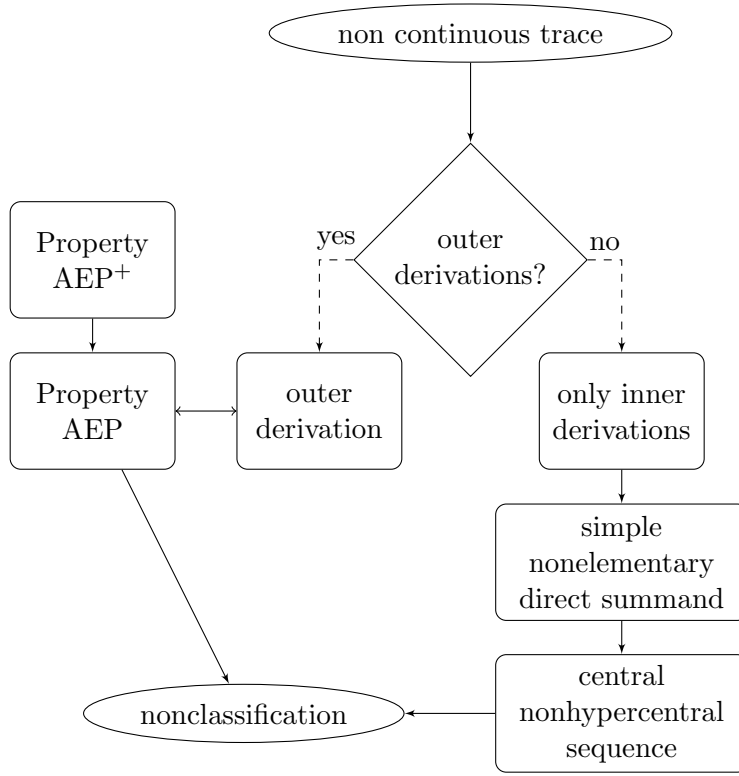 non continuous trace
yes
outer
derivations?
no
Property
AEP⁺
Property
AEP
outer
derivation
only inner
derivations
simple
nonelementary
direct summand
central
nonhypercentral
sequence
nonclassification